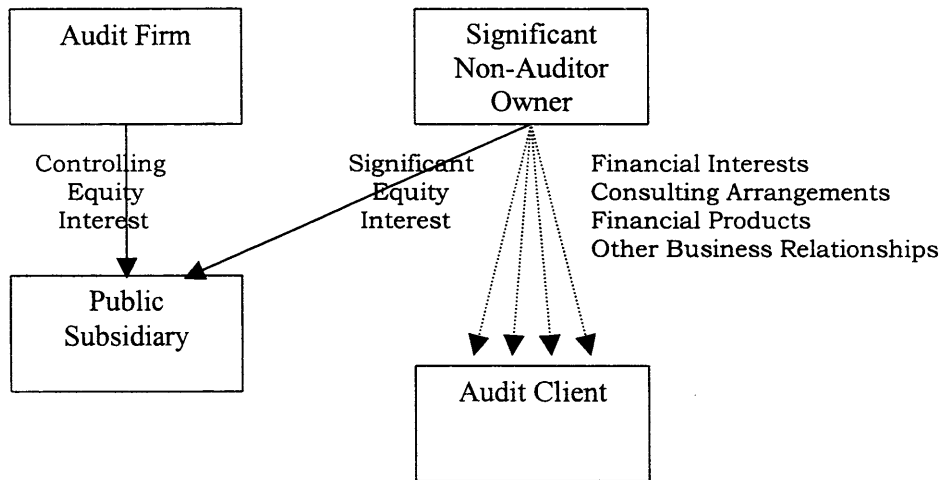 Audit Firm
Significant
Non-Auditor
Owner
Controlling
Equity
Interest
Significant
Equity
Interest
Financial Interests
Consulting Arrangements
Financial Products
Other Business Relationships
Public
Subsidiary
Audit Client